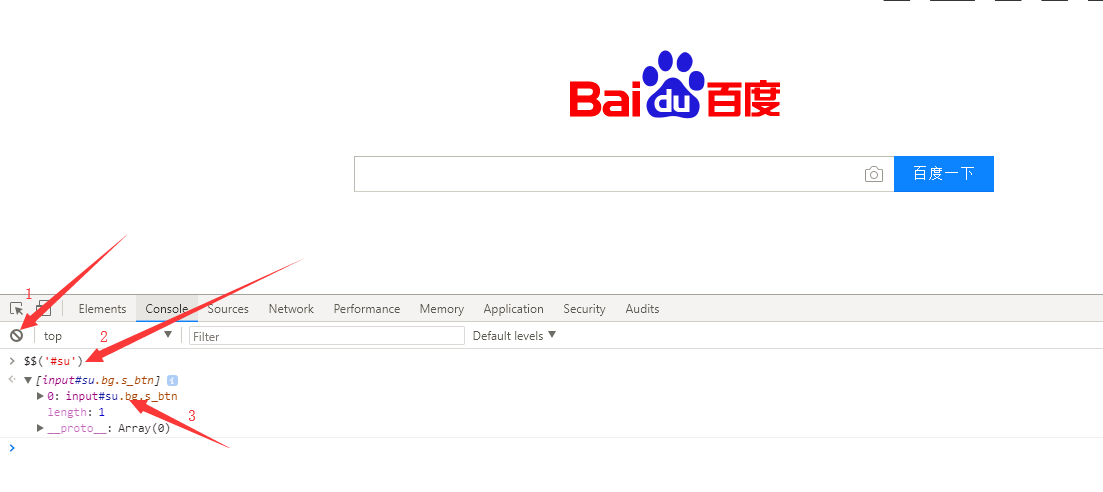 Bai du 百度
百度一下
1
Elements Console Sources Network Performance Memory Application Security Audits
top 2 Filter Default levels
$$('#su')
[input#su.bg.s_btn] i
0: input#su.bg.s_btn
length: 1 3
__proto__: Array(0)